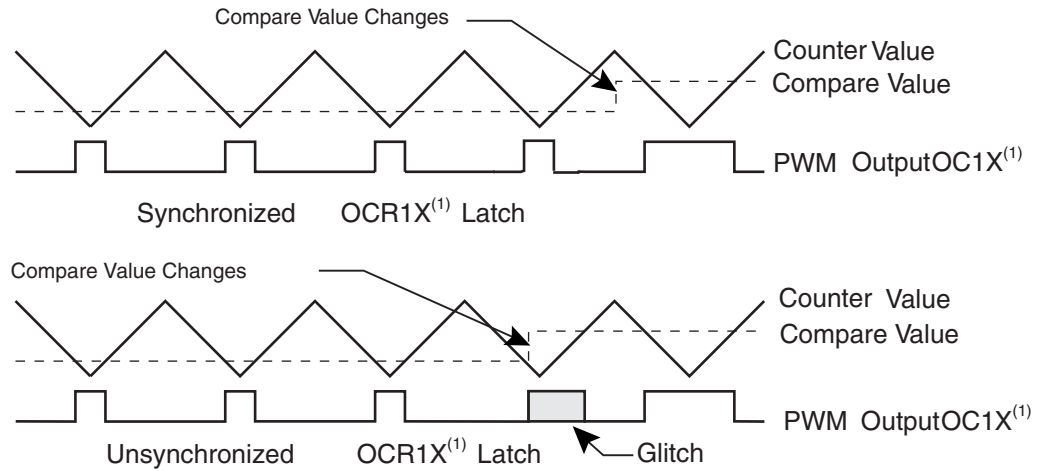 Compare Value Changes
Counter Value
Compare Value
PWM OutputOC1X(1)
Synchronized OCR1X(1) Latch
Compare Value Changes
Counter Value
Compare Value
PWM OutputOC1X(1)
Unsynchronized OCR1X(1) Latch
Glitch